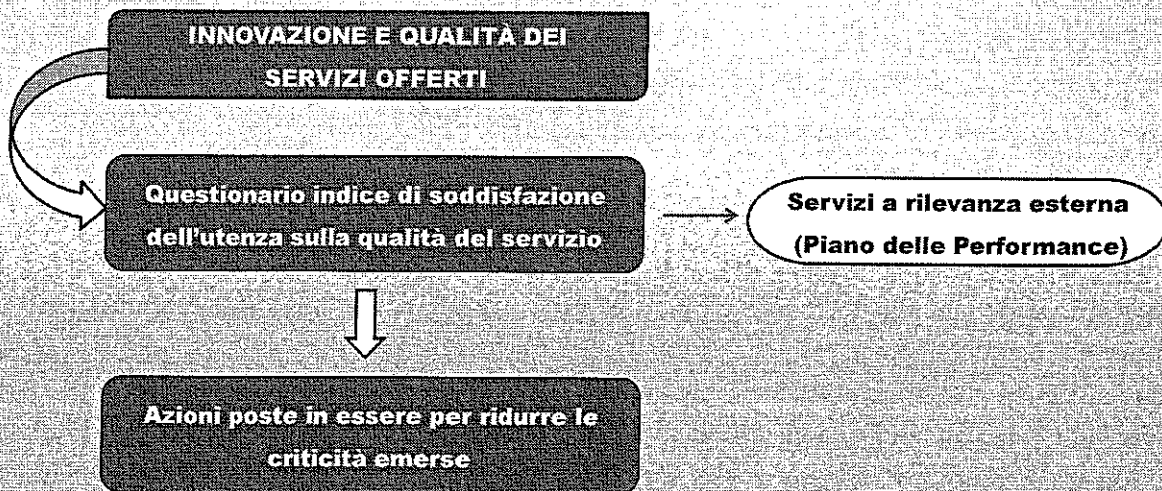 INNOVAZIONE E QUALITÀ DEI
SERVIZI OFFERTI
Questionario indice di soddisfazione
dell'utenza sulla qualità del servizio
Servizi a rilevanza esterna
(Piano delle Performance)
Azioni poste in essere per ridurre le
criticità emerse